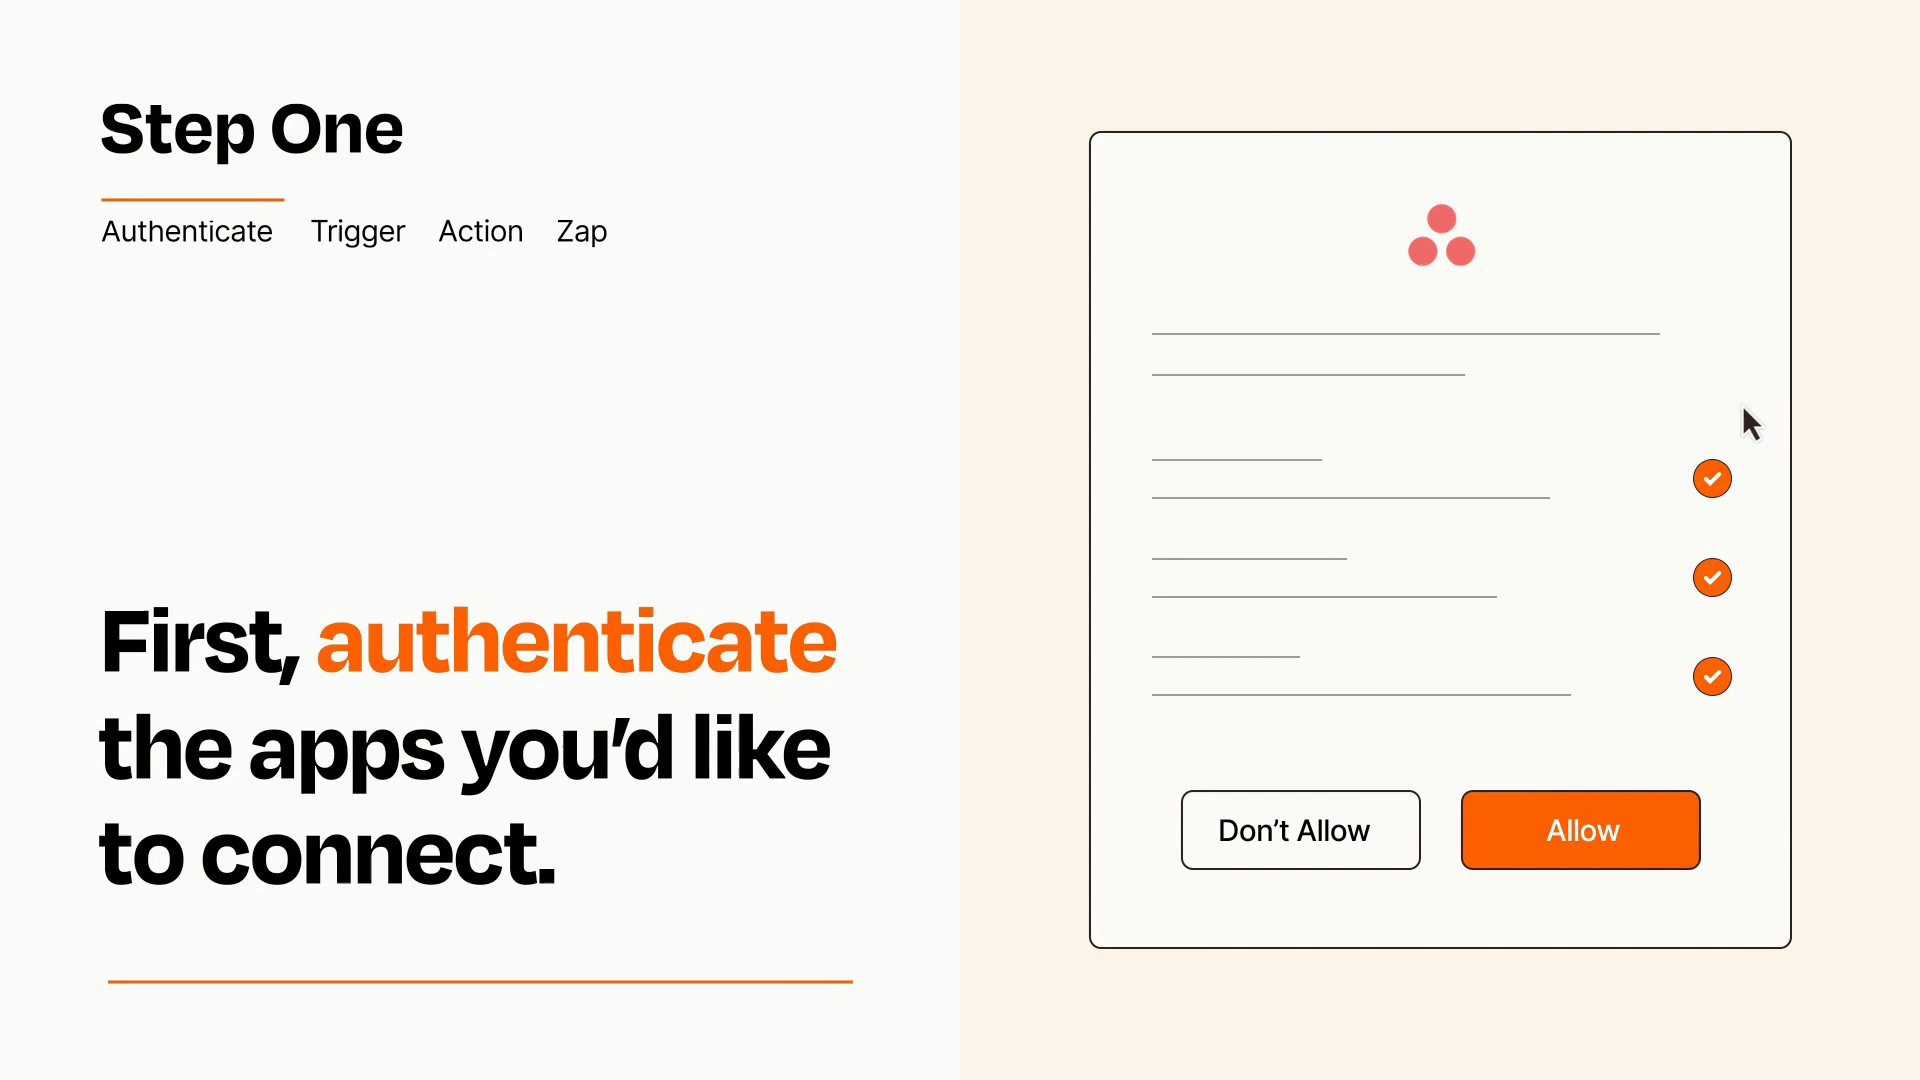 Step One
Authenticate Trigger Action Zap
First, authenticate
the apps you’d like
to connect.
Don’t Allow
Allow